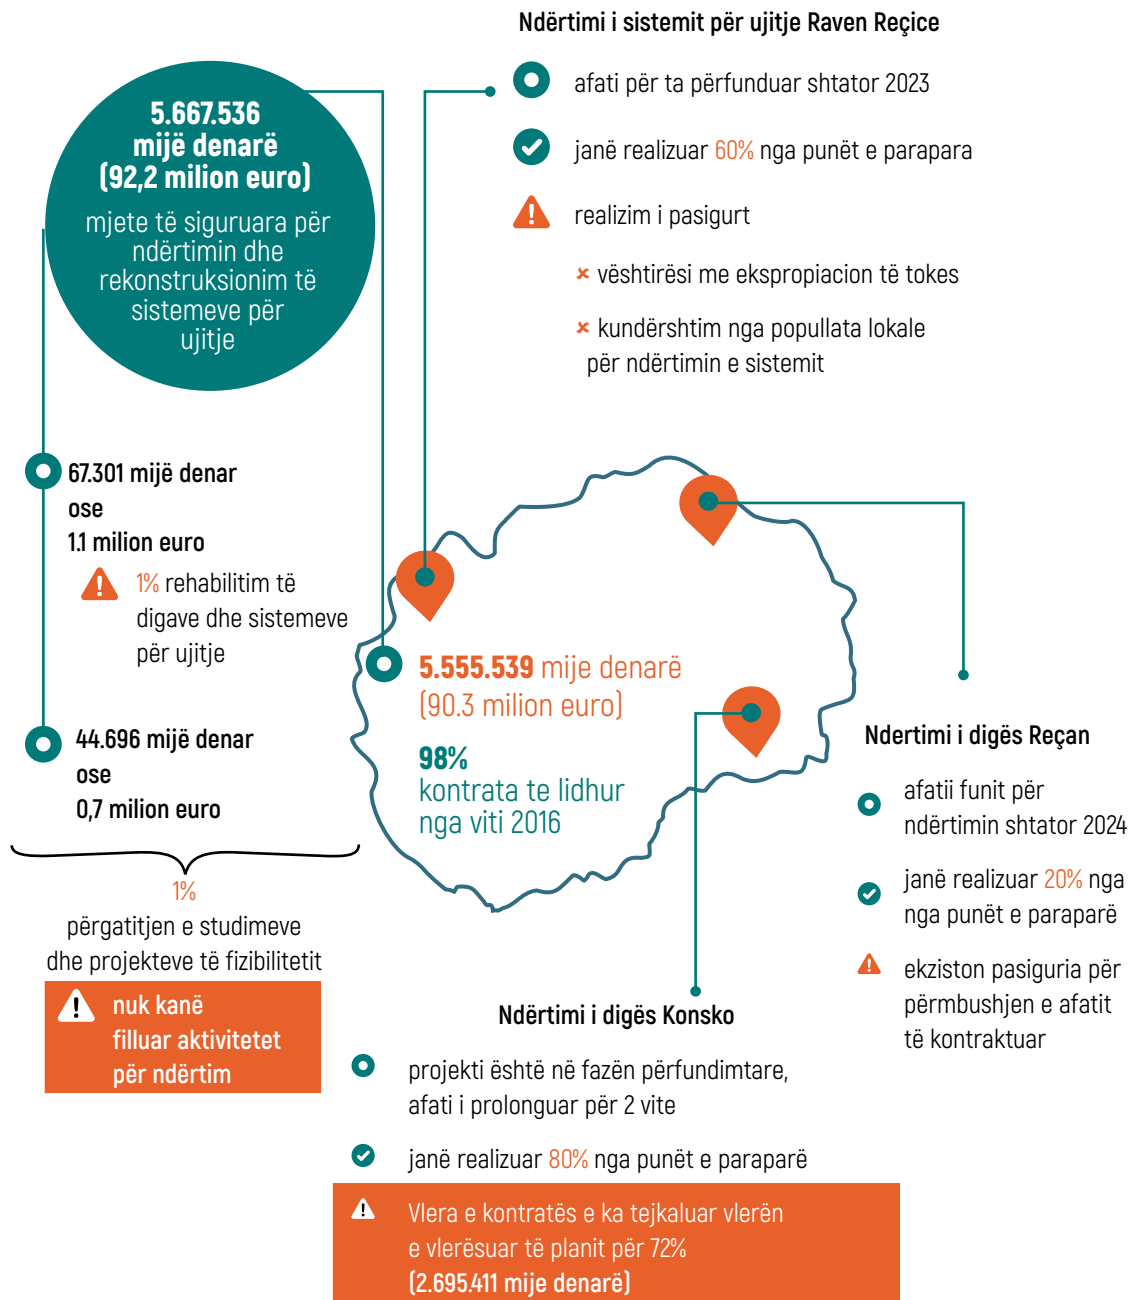 Ndërtimi i sistemit për ujitje Raven Reçice
afati për ta përfunduar shtator 2023
janë realizuar 60% nga punët e parapara
realizim i pasigurt
vështirësi me ekspropiacion të tokes
kundërshtim nga popullata lokale
për ndërtimin e sistemit
5.667.536
mijë denarë
(92,2 milion euro)
mjete të siguruara për
ndërtimin dhe
rekonstruksionim të
sistemeve për
ujitje
67.301 mijë denar
ose
1.1 milion euro
1% rehabilitim të
digave dhe sistemeve
për ujitje
44.696 mijë denar
ose
0,7 milion euro
1%
përgatitjen e studimeve
dhe projekteve të fizibilitetit
nuk kanë
filluar aktivitetet
për ndërtim
5.555.539 mije denarë
(90.3 milion euro)
98%
kontrata te lidhur
nga viti 2016
Ndertimi i digës Reçan
afatii funit për
ndërtimin shtator 2024
janë realizuar 20% nga
nga punët e paraparë
ekziston pasiguria për
përmbushjen e afatit
të kontraktuar
Ndërtimi i digës Konsko
projekti është në fazën përfundimtare,
afati i prolonguar për 2 vite
janë realizuar 80% nga punët e paraparë
Vlera e kontratës e ka tejkaluar vlerën
e vlerësuar të planit për 72%
(2.695.411 mije denarë)